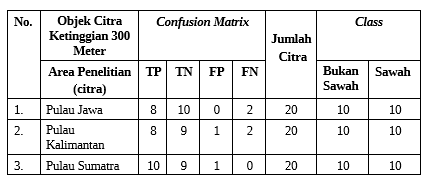 No. Objek Citra Ketinggian 300 Meter Confusion Matrix Jumlah Citra Class
Area Penelitian (citra) TP TN FP FN Bukan Sawah Sawah
1. Pulau Jawa 8 10 0 2 20 10 10
2. Pulau Kalimantan 8 9 1 2 20 10 10
3. Pulau Sumatra 10 9 1 0 20 10 10